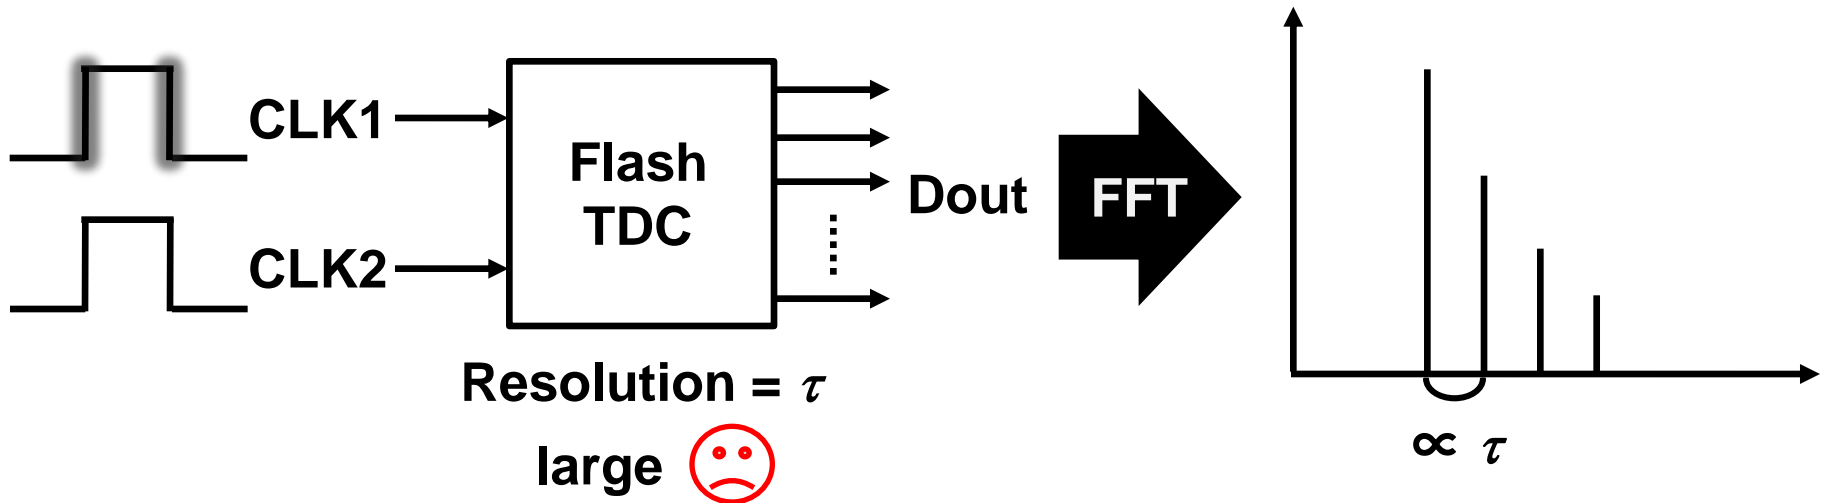 CLK1
CLK2
Flash
TDC
Dout
FFT
Resolution = τ
large
∝ τ